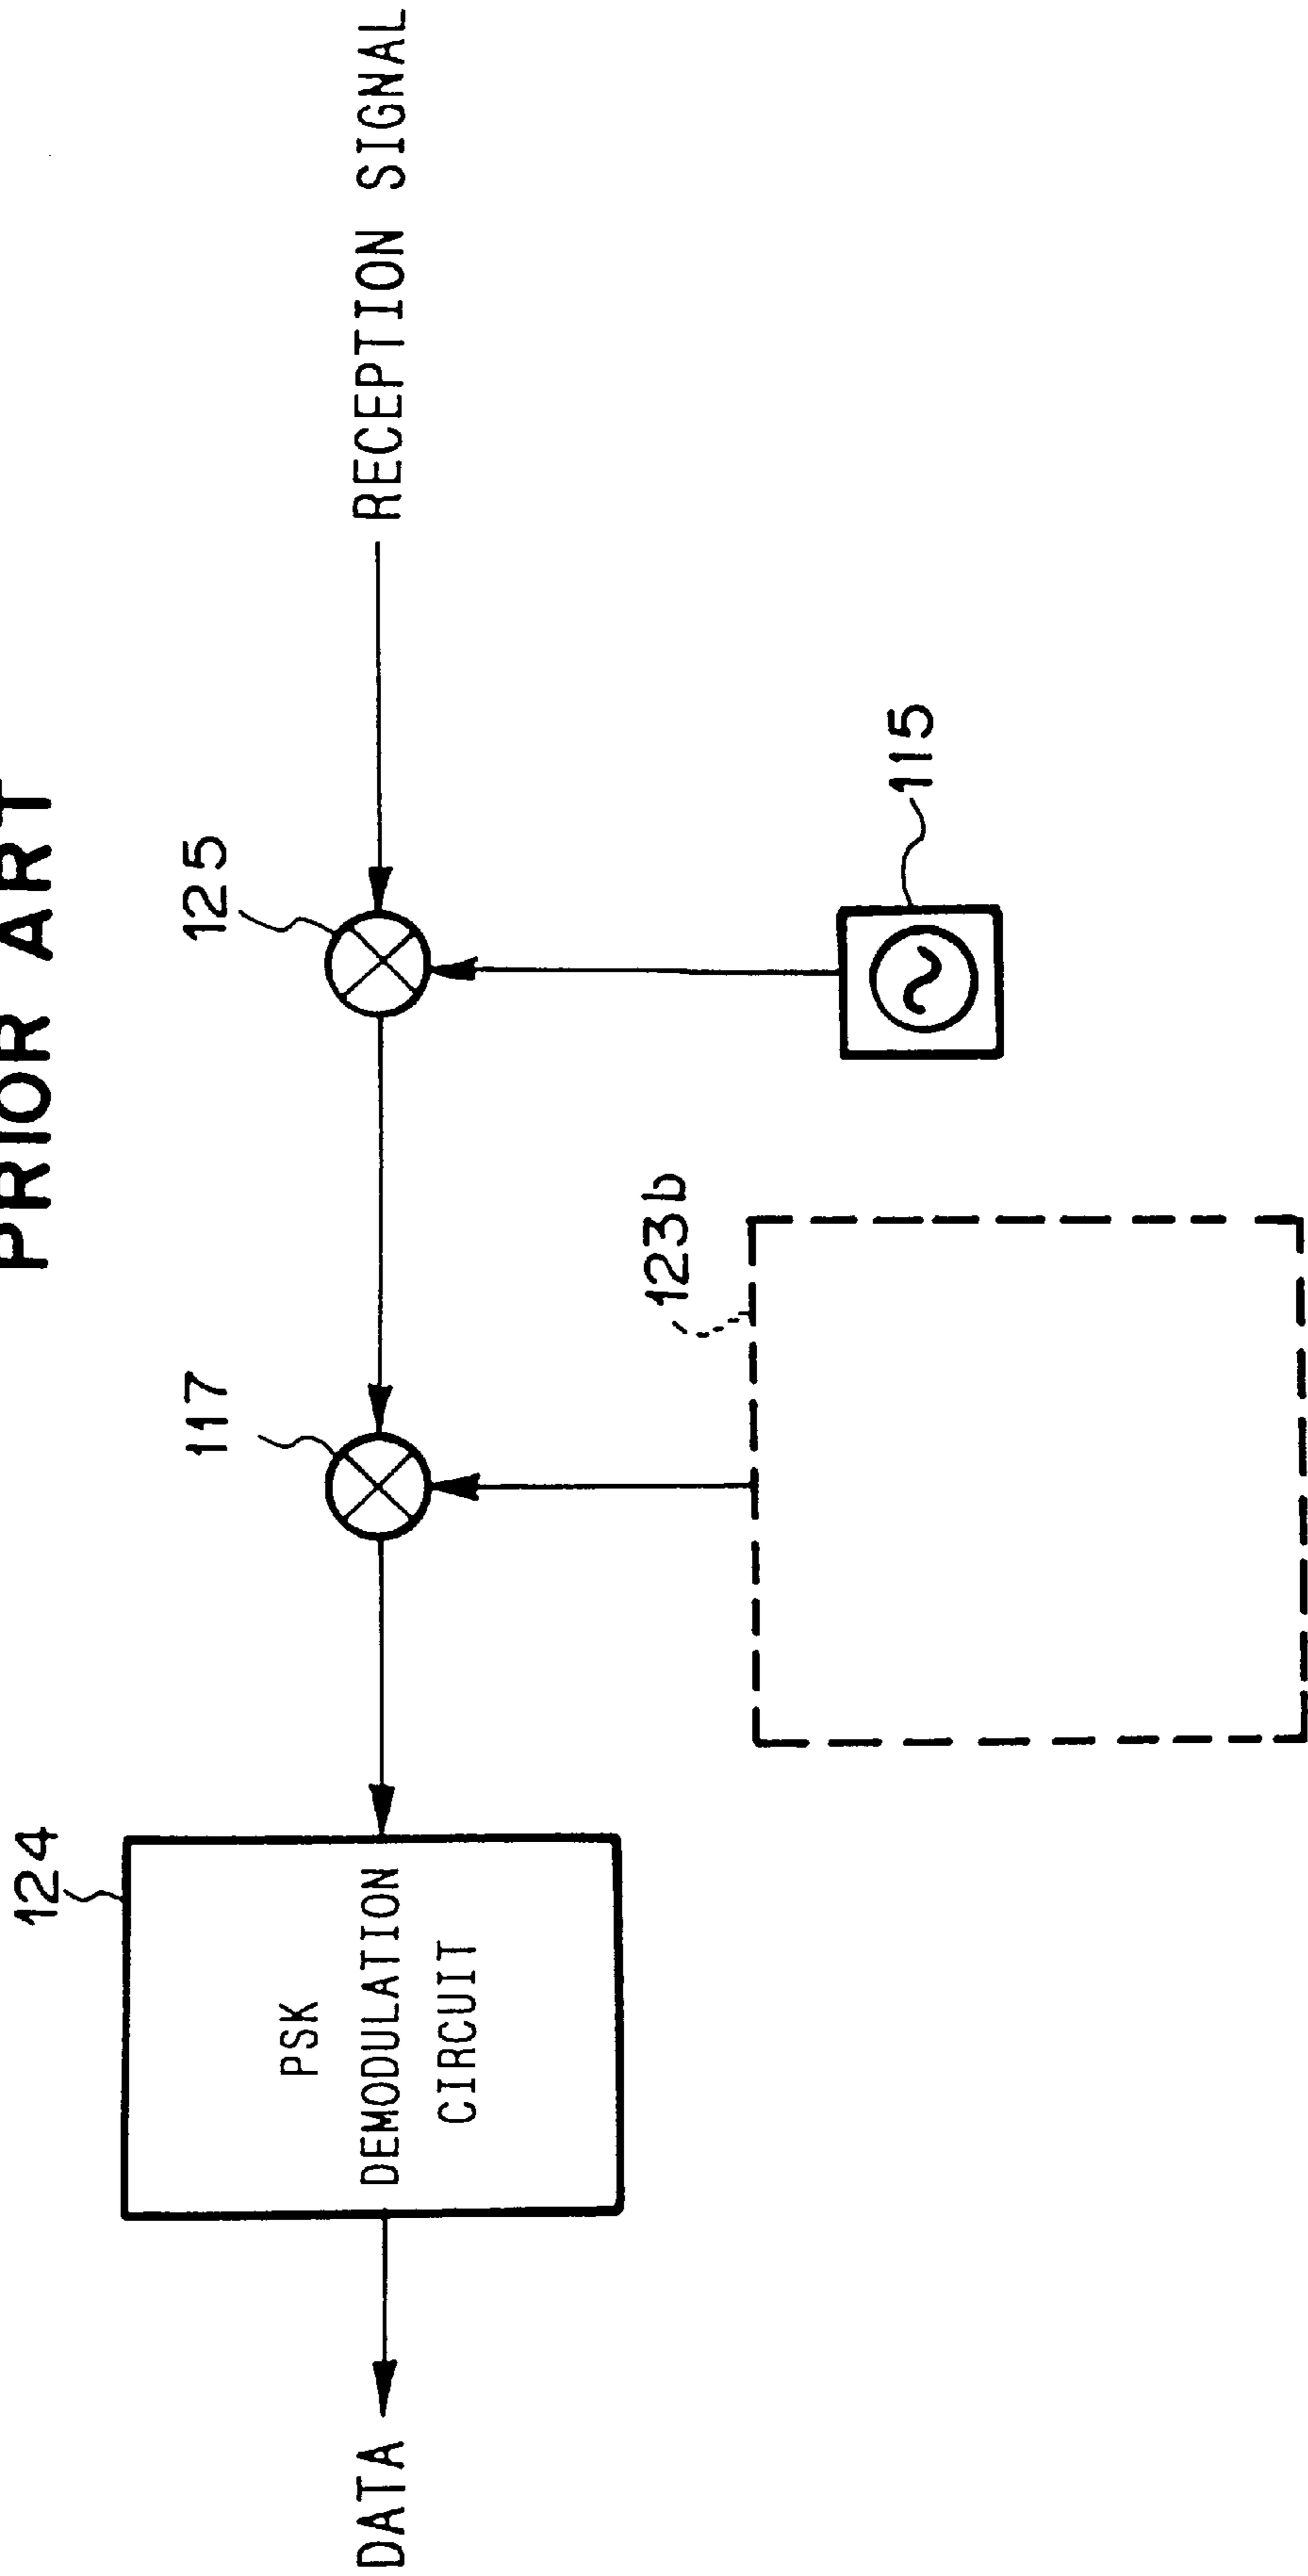 PRIOR ART
124
117
125
DATA
PSK
DEMODULATION
CIRCUIT
RECEPTION SIGNAL
123b
115